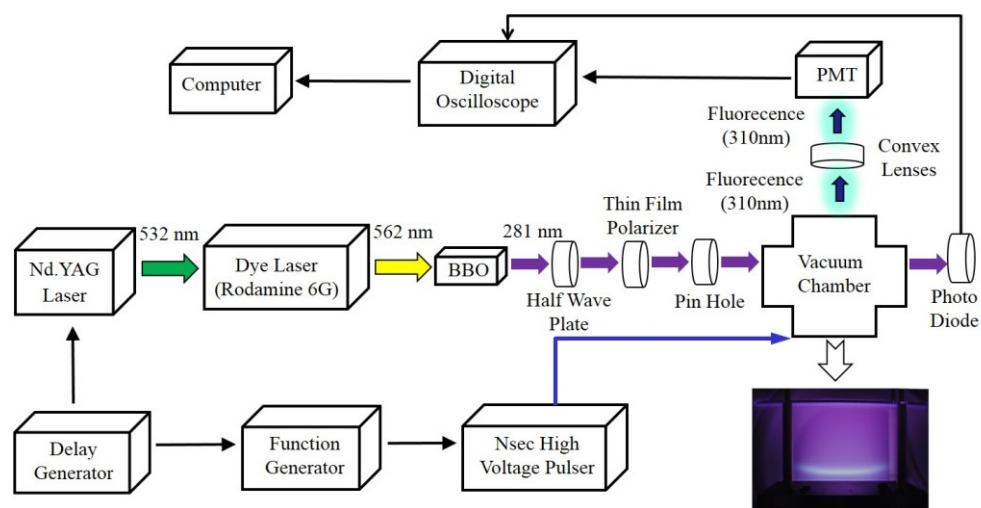 Computer
Digital
Oscilloscope
PMT
Fluorecence
(310nm)
Convex
Lenses
Fluorecence
(310nm)
Thin Film
Polarizer
532 nm
562 nm
281 nm
Nd.YAG
Laser
Dye Laser
(Rodamine 6G)
BBO
Half Wave
Plate
Pin Hole
Vacuum
Chamber
Photo
Diode
Delay
Generator
Function
Generator
Nsec High
Voltage Pulser